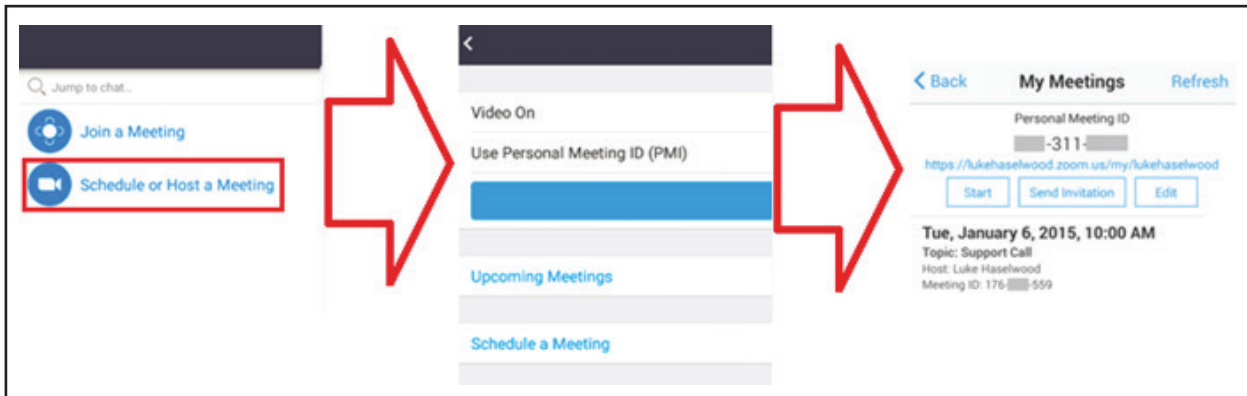 Jump to chat...
Join a Meeting
Schedule or Host a Meeting
Video On
Use Personal Meeting ID (PMI)
Upcoming Meetings
Schedule a Meeting
Back My Meetings Refresh
Personal Meeting ID
-311-
https://lukehaselwood.zoom.us/my/lukehaselwood
Start Send Invitation Edit
Tue, January 6, 2015, 10:00 AM
Topic: Support Call
Host: Luke Haselwood
Meeting ID: 176- -559